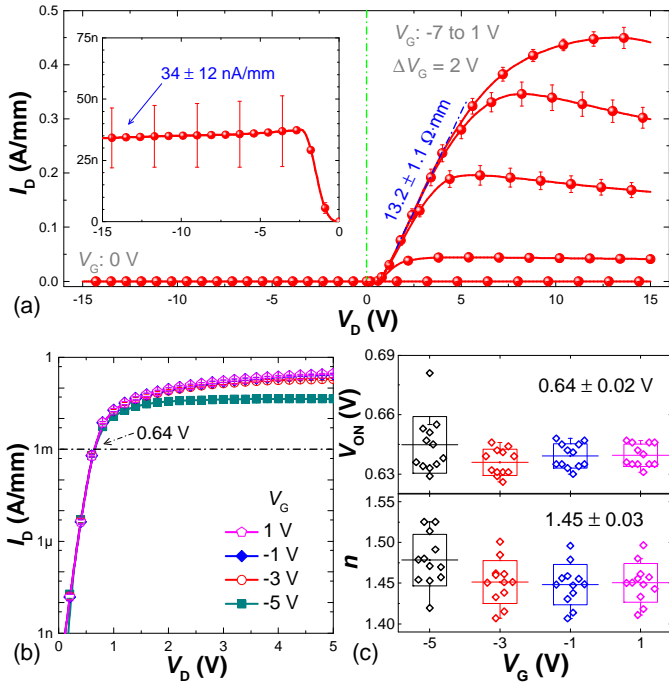 75n
50n
25n
0
-15
-10
-5
0
34 ± 12 nA/mm
V_G: 0 V
V_G: -7 to 1 V
ΔV_G = 2 V
13.2 ± 1.1 Ω·mm
0.5
0.4
0.3
0.2
0.1
0.0
I_D (A/mm)
-15
-10
-5
0
5
10
15
V_D (V)
(a)
1
1m
1μ
1n
I_D (A/mm)
0.64 V
V_G
1 V
-1 V
-3 V
-5 V
0
1
2
3
4
5
V_D (V)
(b)
0.69
0.66
0.63
V_ON (V)
0.64 ± 0.02 V
1.55
1.50
1.45
1.40
n
1.45 ± 0.03
-5
-3
-1
1
V_G (V)
(c)